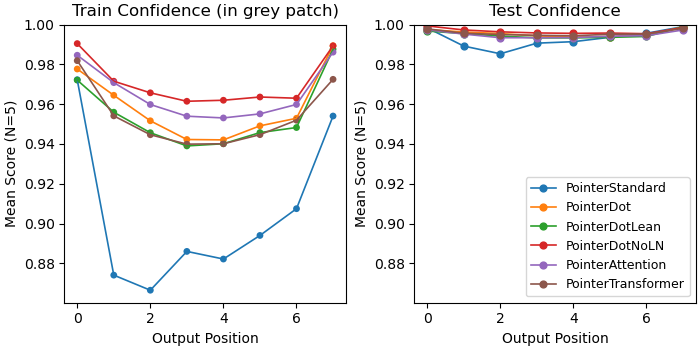 Train Confidence (in grey patch)
Test Confidence
Mean Score (N=5)
1.00
0.98
0.96
0.94
0.92
0.90
0.88
0
2
4
6
Output Position
Mean Score (N=5)
1.00
0.98
0.96
0.94
0.92
0.90
0.88
0
2
4
6
Output Position
PointerStandard
PointerDot
PointerDotLean
PointerDotNoLN
PointerAttention
PointerTransformer